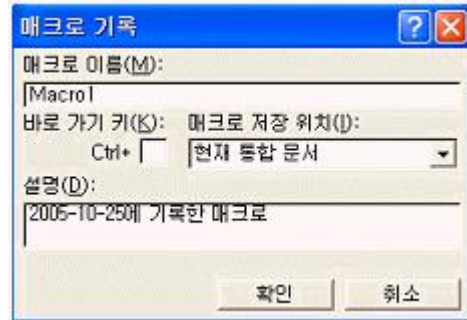 매크로 기록
매크로 이름(M):
Macro1
바로 가기 키(K): 매크로 저장 위치(I):
Ctrl+ 현재 통합 문서
설명(D):
2005-10-25에 기록한 매크로
확인 취소